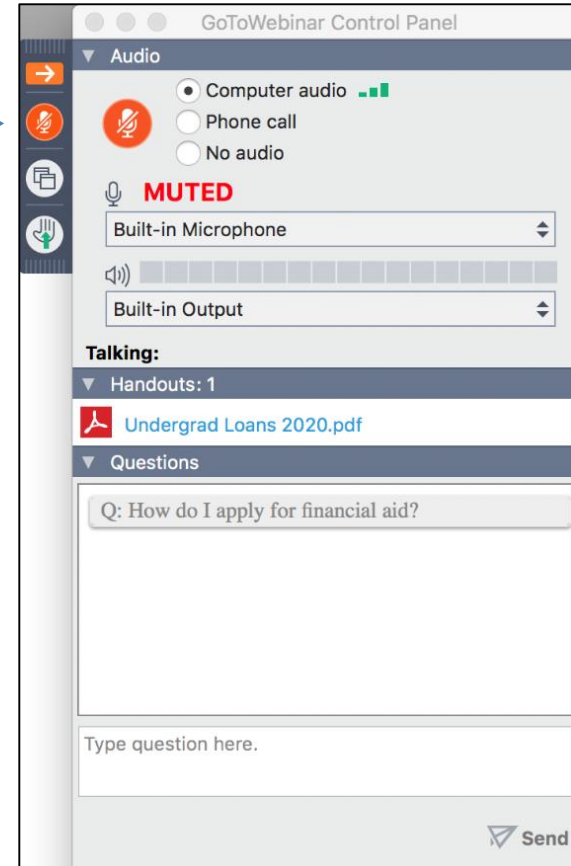 GoToWebinar Control Panel
Audio
Computer audio
Phone call
No audio
MUTED
Built-in Microphone
Built-in Output
Talking:
Handouts: 1
Undergrad Loans 2020.pdf
Questions
Q: How do I apply for financial aid?
Type question here.
Send